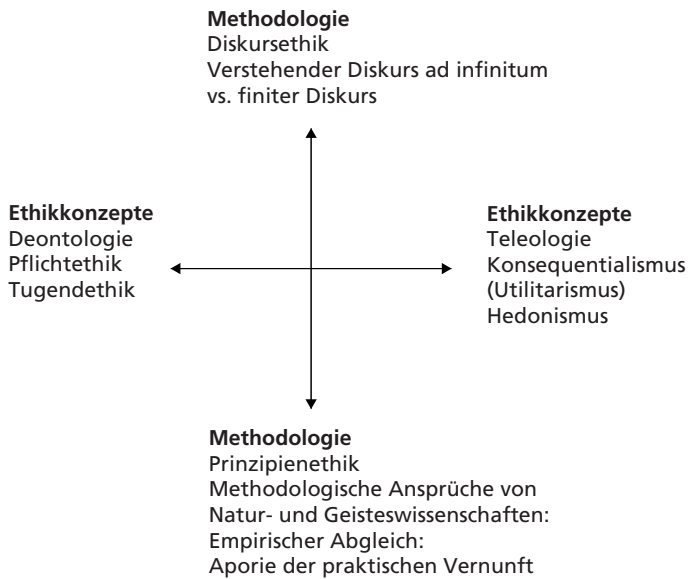 Methodologie
Diskursethik
Verstehender Diskurs ad infinitum
vs. finiter Diskurs
Ethikkonzepte
Deontologie
Pflichtethik
Tugendethik
Ethikkonzepte
Teleologie
Konsequentialismus
(Utilitarismus)
Hedonismus
Methodologie
Prinzipienethik
Methodologische Ansprüche von
Natur- und Geisteswissenschaften:
Empirischer Abgleich:
Aporie der praktischen Vernunft